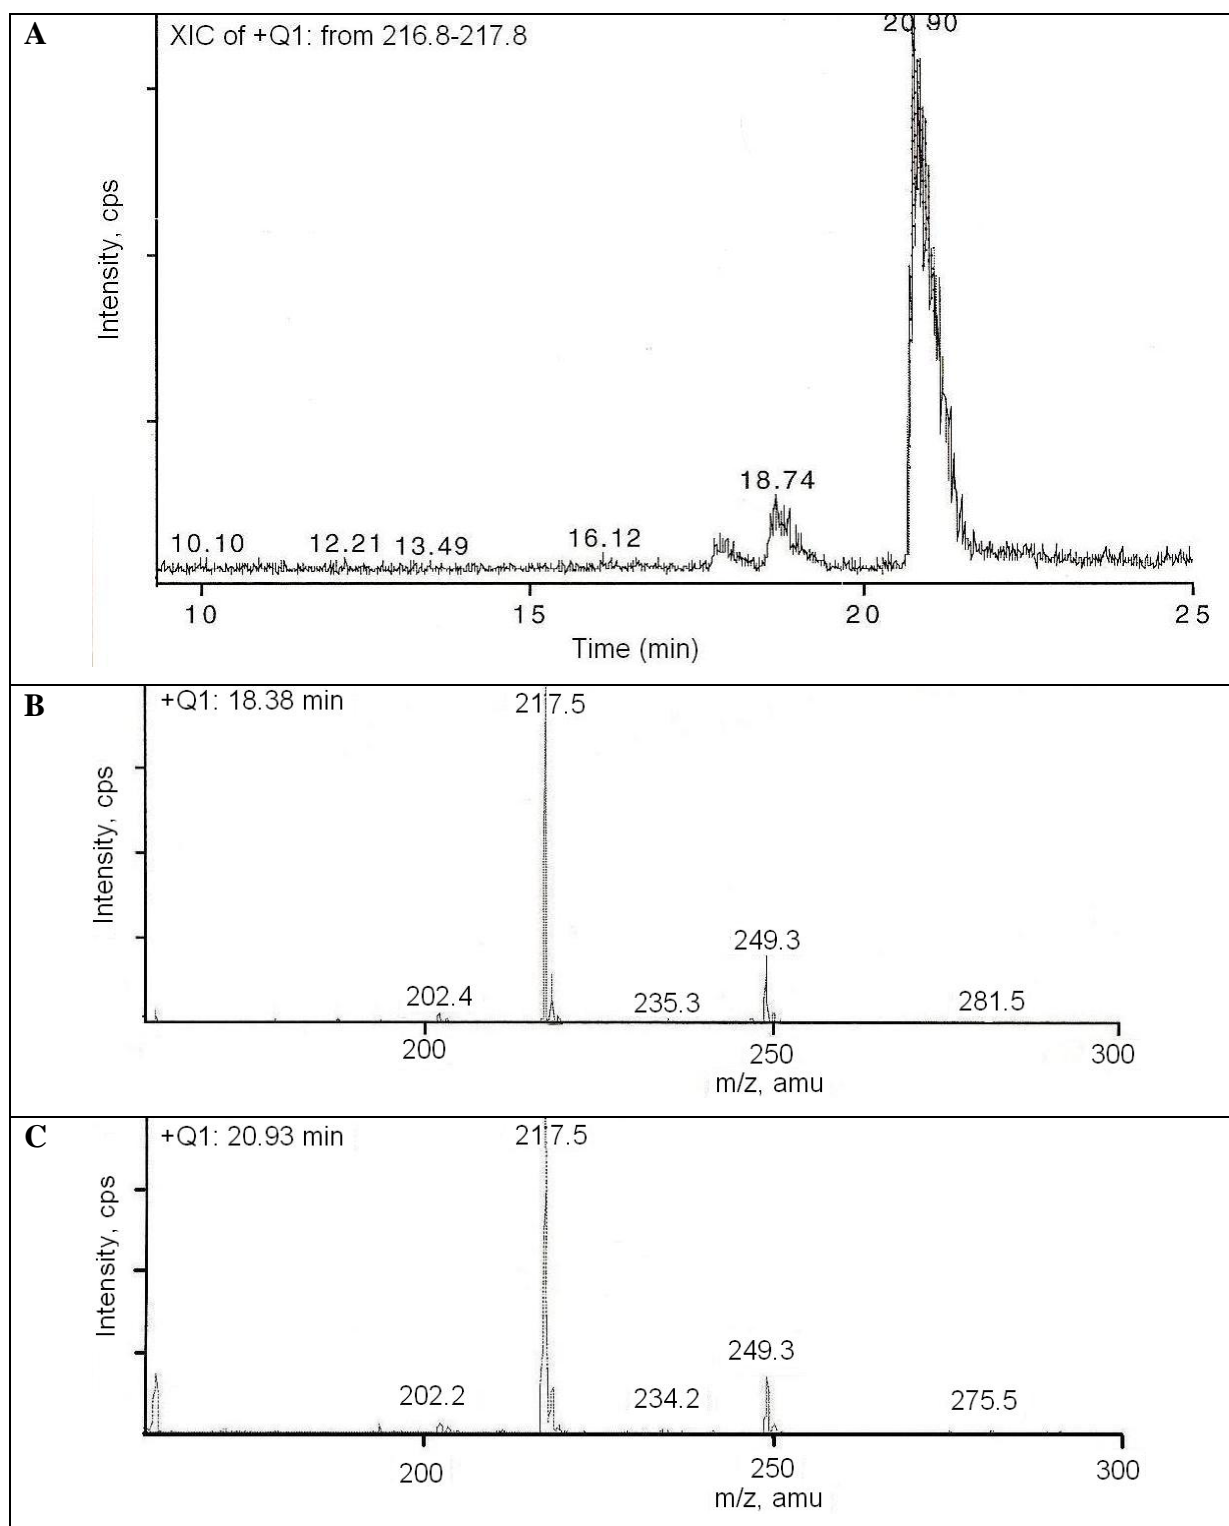 A
XIC of +Q1: from 216.8-217.8
20.90
Intensity, cps
18.74
10.10 12.21 13.49 16.12
10 15 20 25
Time (min)
B
+Q1: 18.38 min
217.5
Intensity, cps
249.3
202.4 235.3 281.5
200 250 300
m/z, amu
C
+Q1: 20.93 min
217.5
Intensity, cps
249.3
202.2 234.2 275.5
200 250 300
m/z, amu